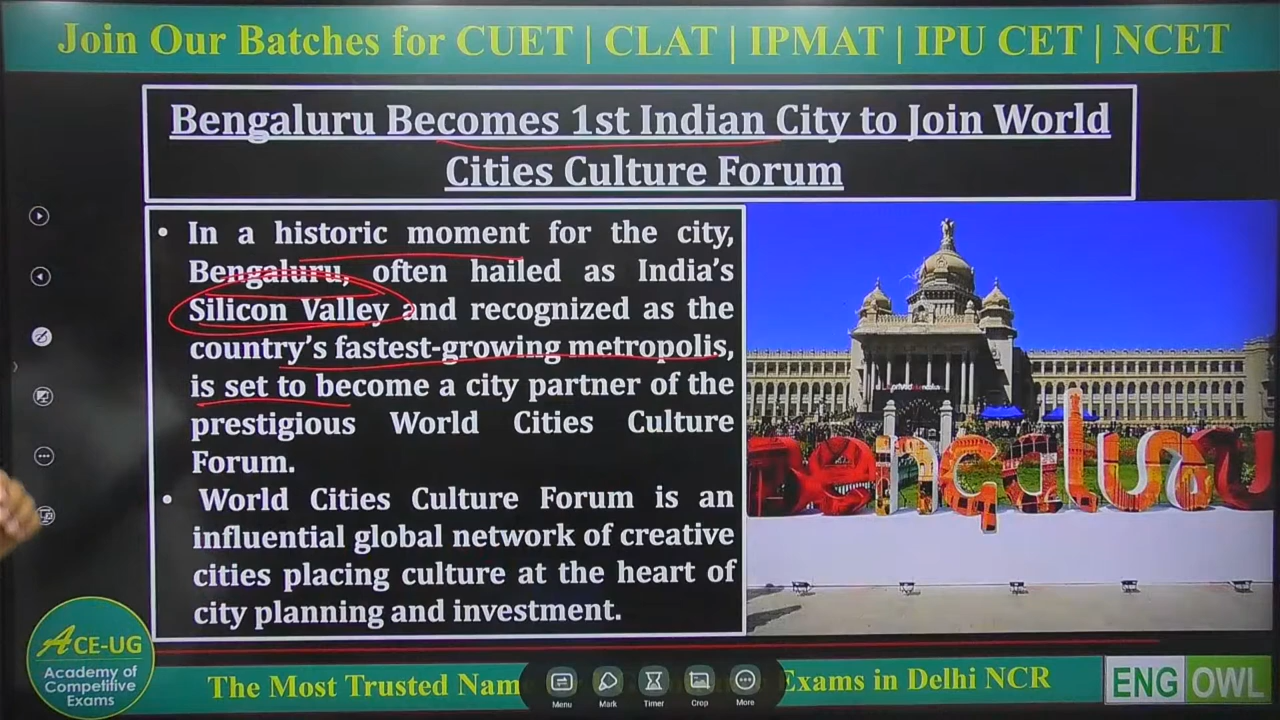 Join Our Batches for CUET | CLAT | IPMAT | IPU CET | NCET
Bengaluru Becomes 1st Indian City to Join World
Cities Culture Forum
• In a historic moment for the city,
Bengaluru, often hailed as India's
Silicon Valley and recognized as the
country's fastest-growing metropolis,
is set to become a city partner of the
prestigious World Cities Culture
Forum.
• World Cities Culture Forum is an
influential global network of creative
cities placing culture at the heart of
city planning and investment.
Bengaluru
ACE-UG
Academy of
Competitive
Exams
The Most Trusted Exams in Delhi NCR
Menu Mark Timer Crop More
ENG OWL